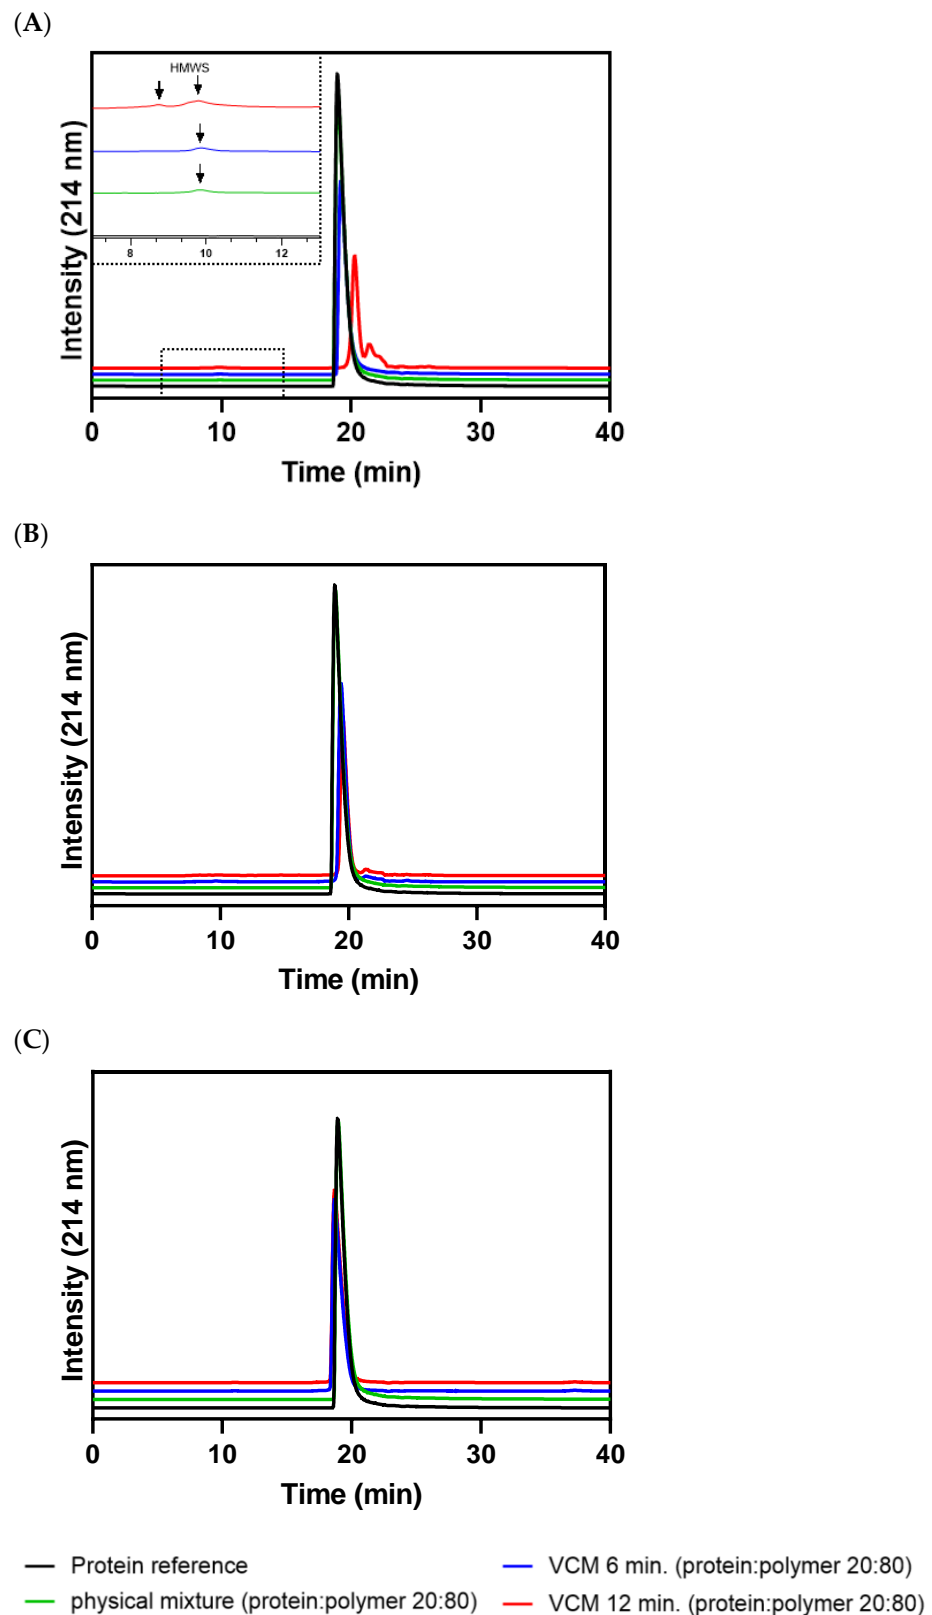 (A)
HMWS
8 10 12
Intensity (214 nm)
0 10 20 30 40
Time (min)
(B)
Intensity (214 nm)
0 10 20 30 40
Time (min)
(C)
Intensity (214 nm)
0 10 20 30 40
Time (min)
Protein reference
VCM 6 min. (protein:polymer 20:80)
physical mixture (protein:polymer 20:80)
VCM 12 min. (protein:polymer 20:80)